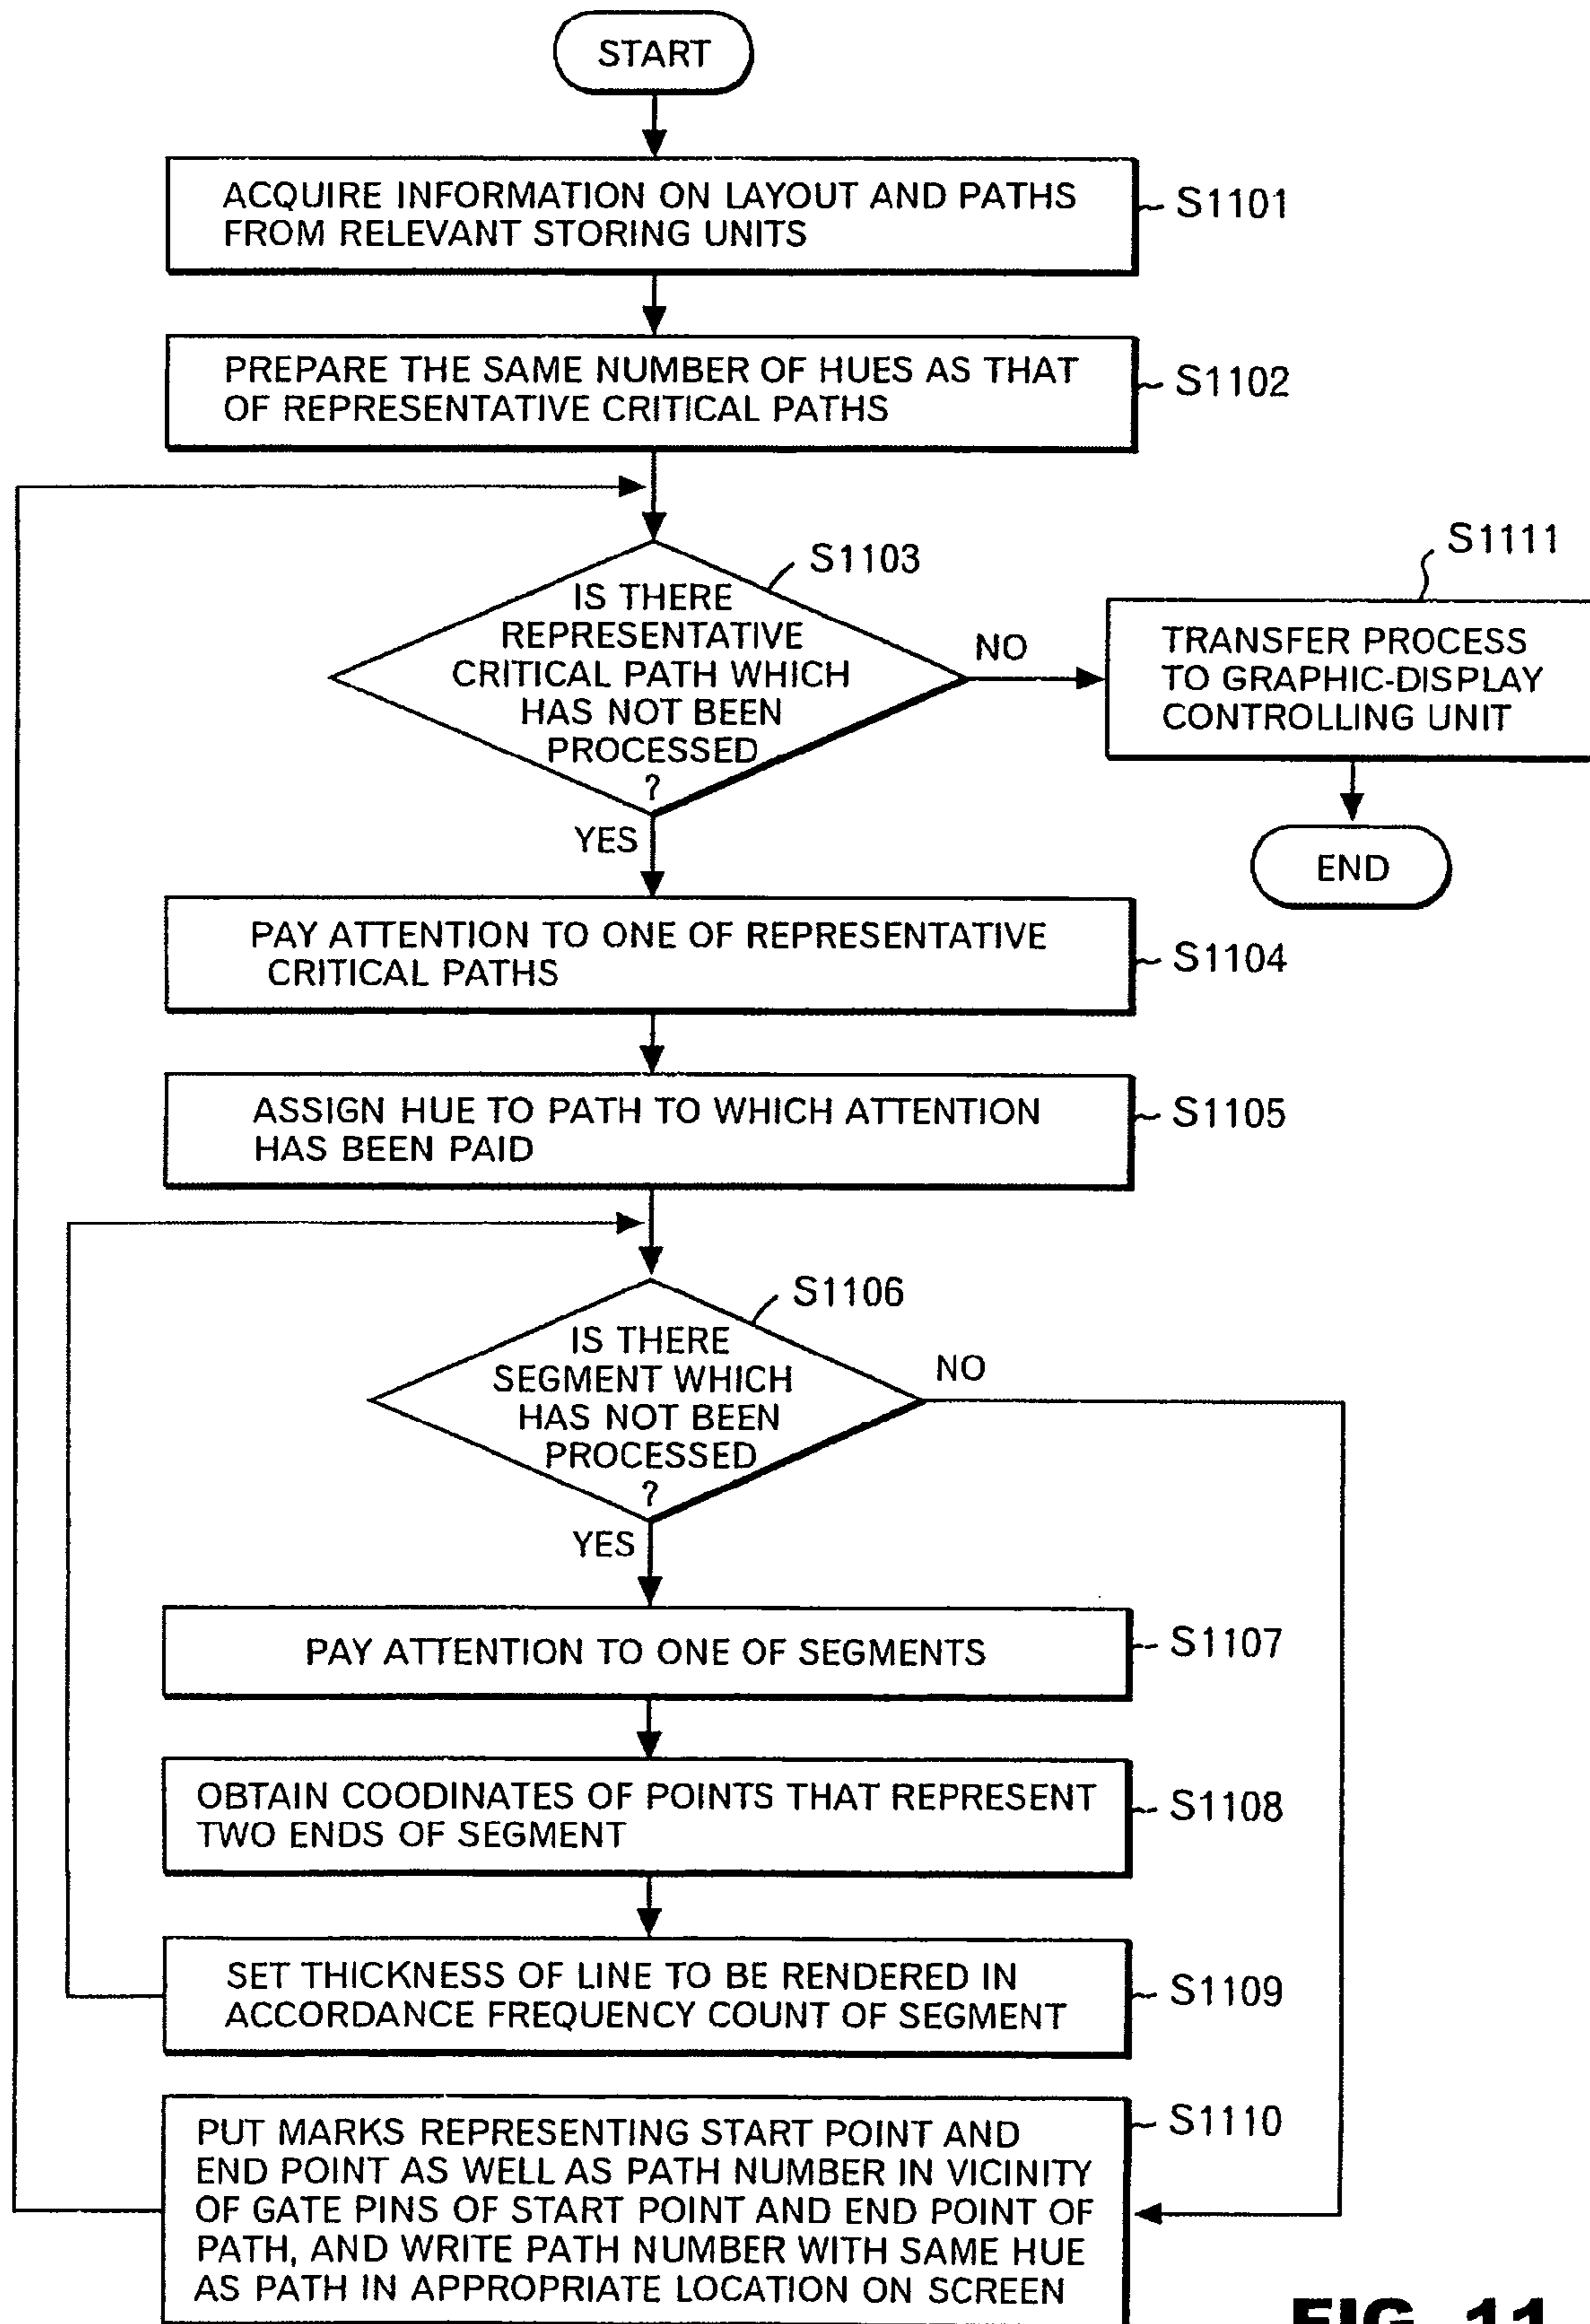 START
ACQUIRE INFORMATION ON LAYOUT AND PATHS
FROM RELEVANT STORING UNITS
S1101
PREPARE THE SAME NUMBER OF HUES AS THAT
OF REPRESENTATIVE CRITICAL PATHS
S1102
S1103
IS THERE
REPRESENTATIVE
CRITICAL PATH WHICH
HAS NOT BEEN
PROCESSED
?
NO
S1111
TRANSFER PROCESS
TO GRAPHIC-DISPLAY
CONTROLLING UNIT
END
YES
PAY ATTENTION TO ONE OF REPRESENTATIVE
CRITICAL PATHS
S1104
ASSIGN HUE TO PATH TO WHICH ATTENTION
HAS BEEN PAID
S1105
S1106
IS THERE
SEGMENT WHICH
HAS NOT BEEN
PROCESSED
?
NO
YES
PAY ATTENTION TO ONE OF SEGMENTS
S1107
OBTAIN COODINATES OF POINTS THAT REPRESENT
TWO ENDS OF SEGMENT
S1108
SET THICKNESS OF LINE TO BE RENDERED IN
ACCORDANCE FREQUENCY COUNT OF SEGMENT
S1109
PUT MARKS REPRESENTING START POINT AND
END POINT AS WELL AS PATH NUMBER IN VICINITY
OF GATE PINS OF START POINT AND END POINT OF
PATH, AND WRITE PATH NUMBER WITH SAME HUE
AS PATH IN APPROPRIATE LOCATION ON SCREEN
S1110
FIG. 11